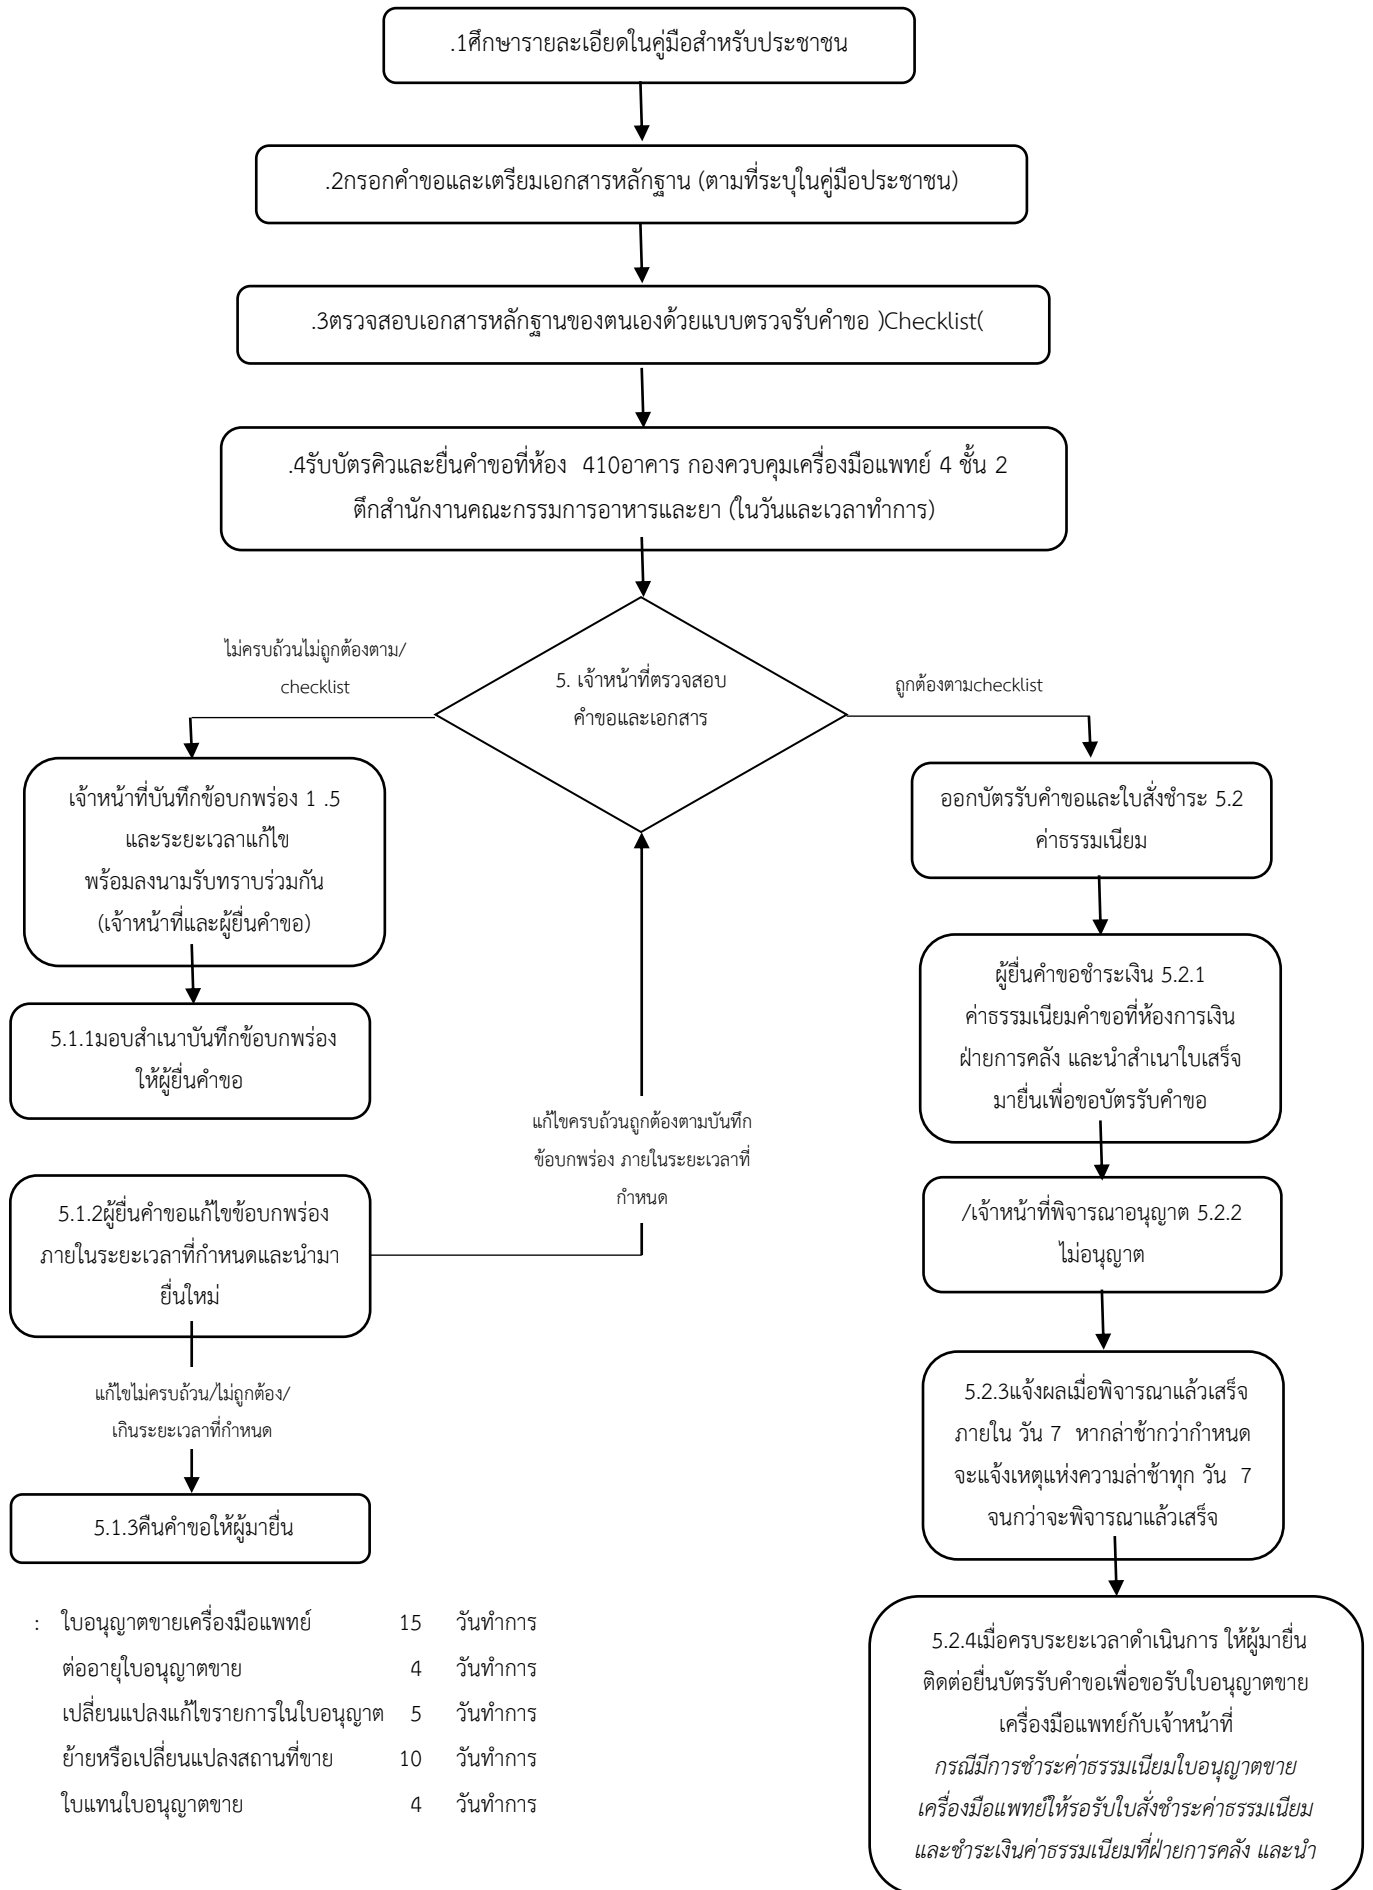 .1ศึกษารายละเอียดในคู่มือสำหรับประชาชน
.2กรอกคำขอและเตรียมเอกสารหลักฐาน (ตามที่ระบุในคู่มือประชาชน)
.3ตรวจสอบเอกสารหลักฐานของตนเองด้วยแบบตรวจรับคำขอ )Checklist(
.4รับบัตรคิวและยื่นคำขอที่ห้อง 410อาคาร กองควบคุมเครื่องมือแพทย์ 4 ชั้น 2
ตึกสำนักงานคณะกรรมการอาหารและยา (ในวันและเวลาทำการ)
5. เจ้าหน้าที่ตรวจสอบ
คำขอและเอกสาร
ไม่ครบถ้วนไม่ถูกต้องตาม/
checklist
เจ้าหน้าที่บันทึกข้อบกพร่อง 1 .5
และระยะเวลาแก้ไข
พร้อมลงนามรับทราบร่วมกัน
(เจ้าหน้าที่และผู้ยื่นคำขอ)
5.1.1มอบสำเนาบันทึกข้อบกพร่อง
ให้ผู้ยื่นคำขอ
5.1.2ผู้ยื่นคำขอแก้ไขข้อบกพร่อง
ภายในระยะเวลาที่กำหนดและนำมา
ยื่นใหม่
แก้ไขครบถ้วนถูกต้องตามบันทึก
ข้อบกพร่อง ภายในระยะเวลาที่
กำหนด
แก้ไขไม่ครบถ้วน/ไม่ถูกต้อง/
เกินระยะเวลาที่กำหนด
5.1.3คืนคำขอให้ผู้มายื่น
ถูกต้องตามchecklist
ออกบัตรรับคำขอและใบสั่งชำระ 5.2
ค่าธรรมเนียม
ผู้ยื่นคำขอชำระเงิน 5.2.1
ค่าธรรมเนียมคำขอที่ห้องการเงิน
ฝ่ายการคลัง และนำสำเนาใบเสร็จ
มายื่นเพื่อขอบัตรรับคำขอ
/เจ้าหน้าที่พิจารณาอนุญาต 5.2.2
ไม่อนุญาต
5.2.3แจ้งผลเมื่อพิจารณาแล้วเสร็จ
ภายใน วัน 7 หากล่าช้ากว่ากำหนด
จะแจ้งเหตุแห่งความล่าช้าทุก วัน 7
จนกว่าจะพิจารณาแล้วเสร็จ
5.2.4เมื่อครบระยะเวลาดำเนินการ ให้ผู้มายื่น
ติดต่อยื่นบัตรรับคำขอเพื่อขอรับใบอนุญาตขาย
เครื่องมือแพทย์กับเจ้าหน้าที่
กรณีมีการชำระค่าธรรมเนียมใบอนุญาตขาย
เครื่องมือแพทย์ให้รอรับใบสั่งชำระค่าธรรมเนียม
และชำระเงินค่าธรรมเนียมที่ฝ่ายการคลัง และนำ
: ใบอนุญาตขายเครื่องมือแพทย์ 15 วันทำการ
ต่ออายุใบอนุญาตขาย 4 วันทำการ
เปลี่ยนแปลงแก้ไขรายการในใบอนุญาต 5 วันทำการ
ย้ายหรือเปลี่ยนแปลงสถานที่ขาย 10 วันทำการ
ใบแทนใบอนุญาตขาย 4 วันทำการ